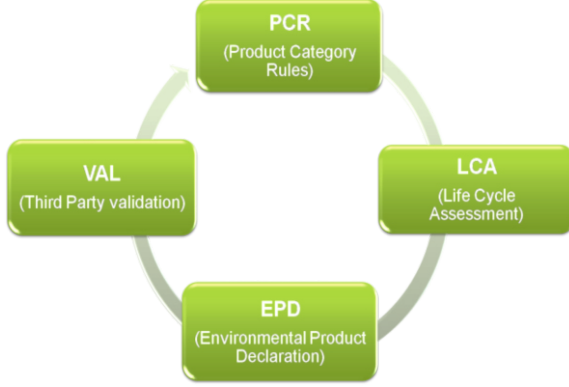 PCR
(Product Category
Rules)
LCA
(Life Cycle
Assessment)
EPD
(Environmental Product
Declaration)
VAL
(Third Party validation)